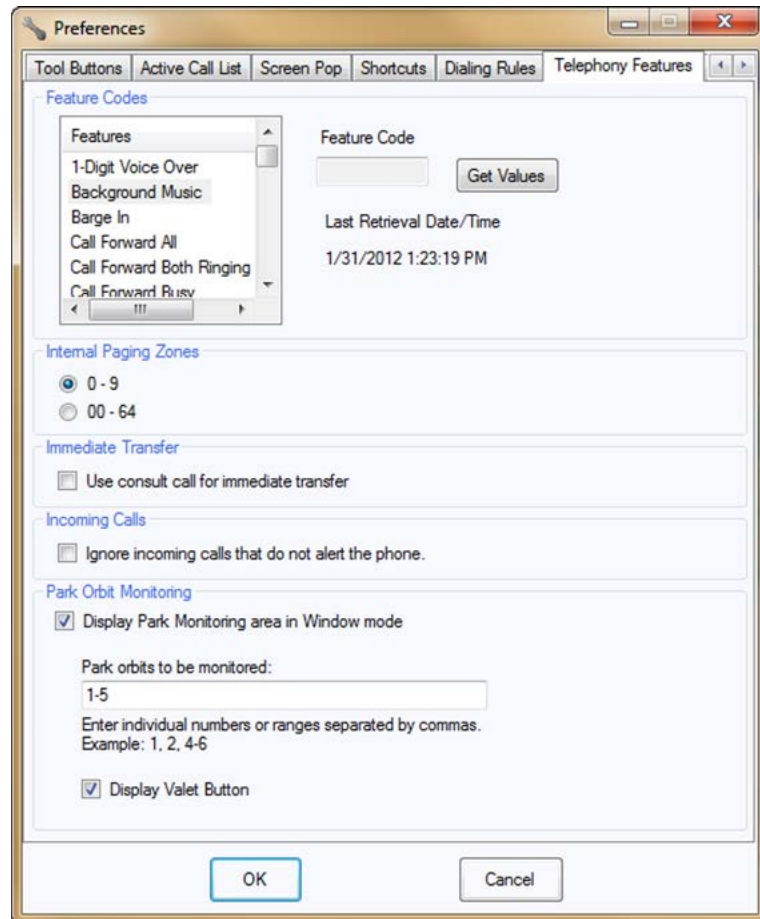 Preferences
Tool Buttons Active Call List Screen Pop Shortcuts Dialing Rules Telephony Features
Feature Codes
Features
1-Digit Voice Over
Background Music
Barge In
Call Forward All
Call Forward Both Ringing
Call Forward Busy
Feature Code
Get Values
Last Retrieval Date/Time
1/31/2012 1:23:19 PM
Internal Paging Zones
0 - 9
00 - 64
Immediate Transfer
Use consult call for immediate transfer
Incoming Calls
Ignore incoming calls that do not alert the phone.
Park Orbit Monitoring
Display Park Monitoring area in Window mode
Park orbits to be monitored:
1-5
Enter individual numbers or ranges separated by commas.
Example: 1, 2, 4-6
Display Valet Button
OK Cancel